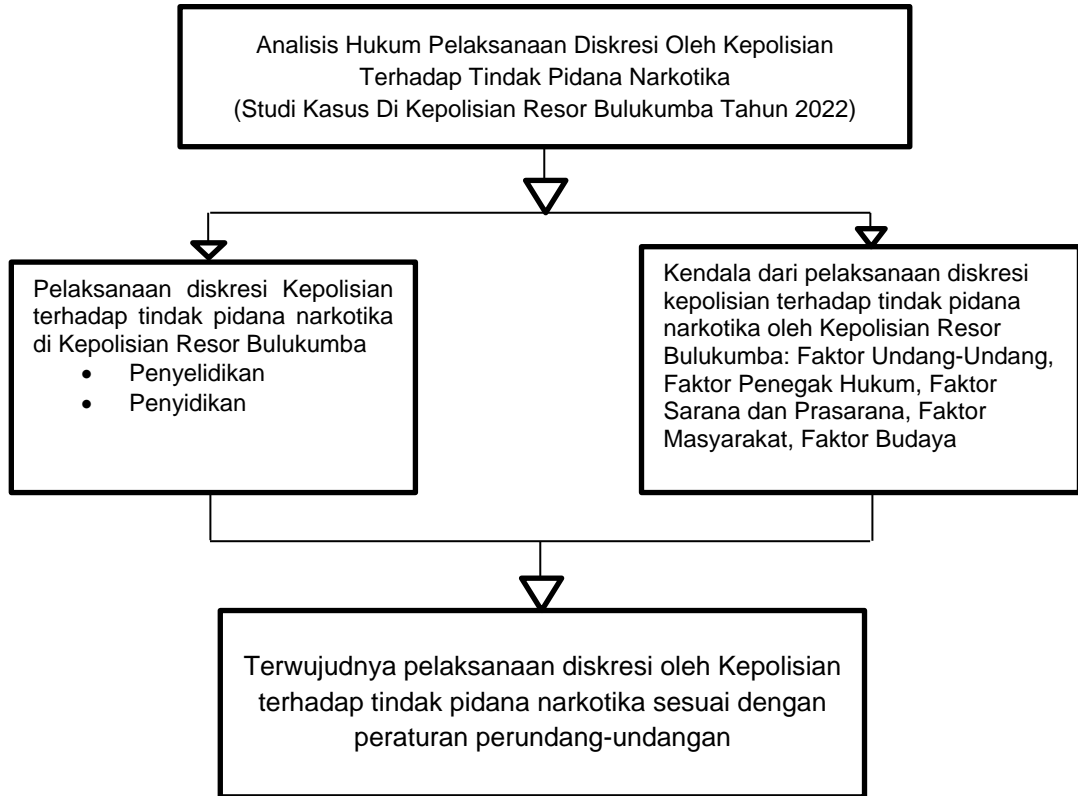 Analisis Hukum Pelaksanaan Diskresi Oleh Kepolisian
Terhadap Tindak Pidana Narkotika
(Studi Kasus Di Kepolisian Resor Bulukumba Tahun 2022)
Pelaksanaan diskresi Kepolisian
terhadap tindak pidana narkotika
di Kepolisian Resor Bulukumba
• Penyelidikan
• Penyidikan
Kendala dari pelaksanaan diskresi
kepolisian terhadap tindak pidana
narkotika oleh Kepolisian Resor
Bulukumba: Faktor Undang-Undang,
Faktor Penegak Hukum, Faktor
Sarana dan Prasarana, Faktor
Masyarakat, Faktor Budaya
Terwujudnya pelaksanaan diskresi oleh Kepolisian
terhadap tindak pidana narkotika sesuai dengan
peraturan perundang-undangan